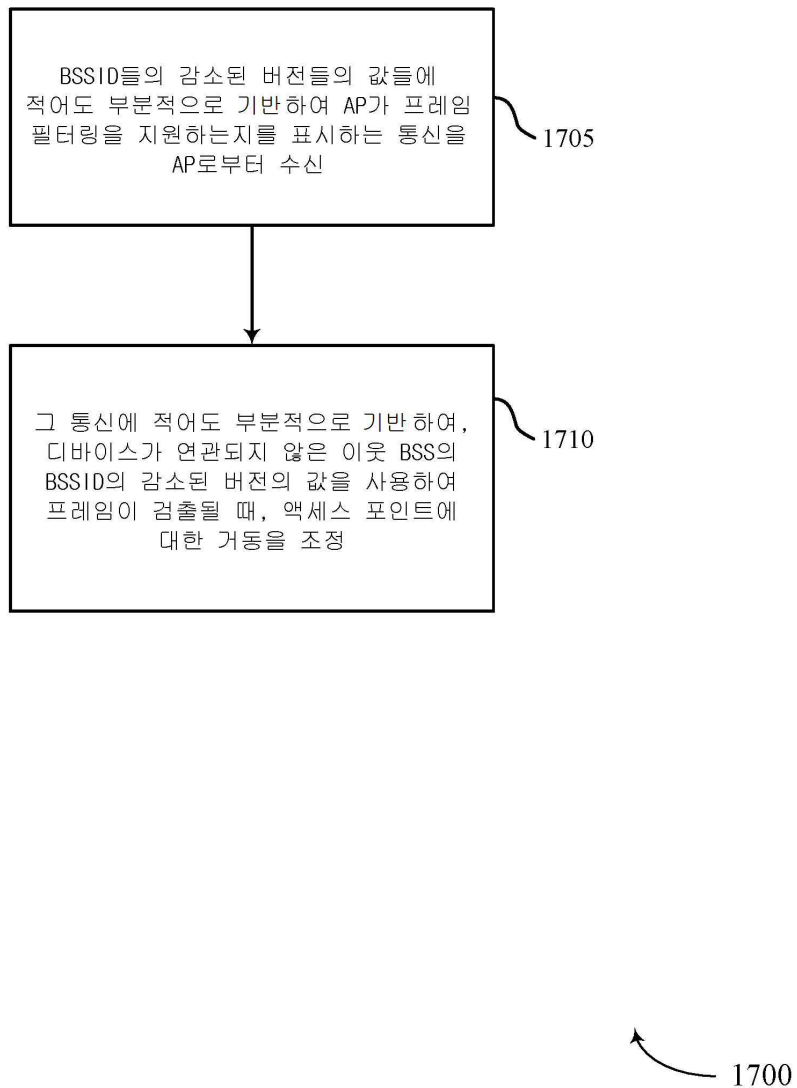 BSSID들의 감소된 버전들의 값들에
적어도 부분적으로 기반하여 AP가 프레임
필터링을 지원하는지를 표시하는 통신을
AP로부터 수신
1705
그 통신에 적어도 부분적으로 기반하여,
디바이스가 연관되지 않은 이웃 BSS의
BSSID의 감소된 버전의 값을 사용하여
프레임이 검출될 때, 액세스 포인트에
대한 거동을 조정
1710
1700